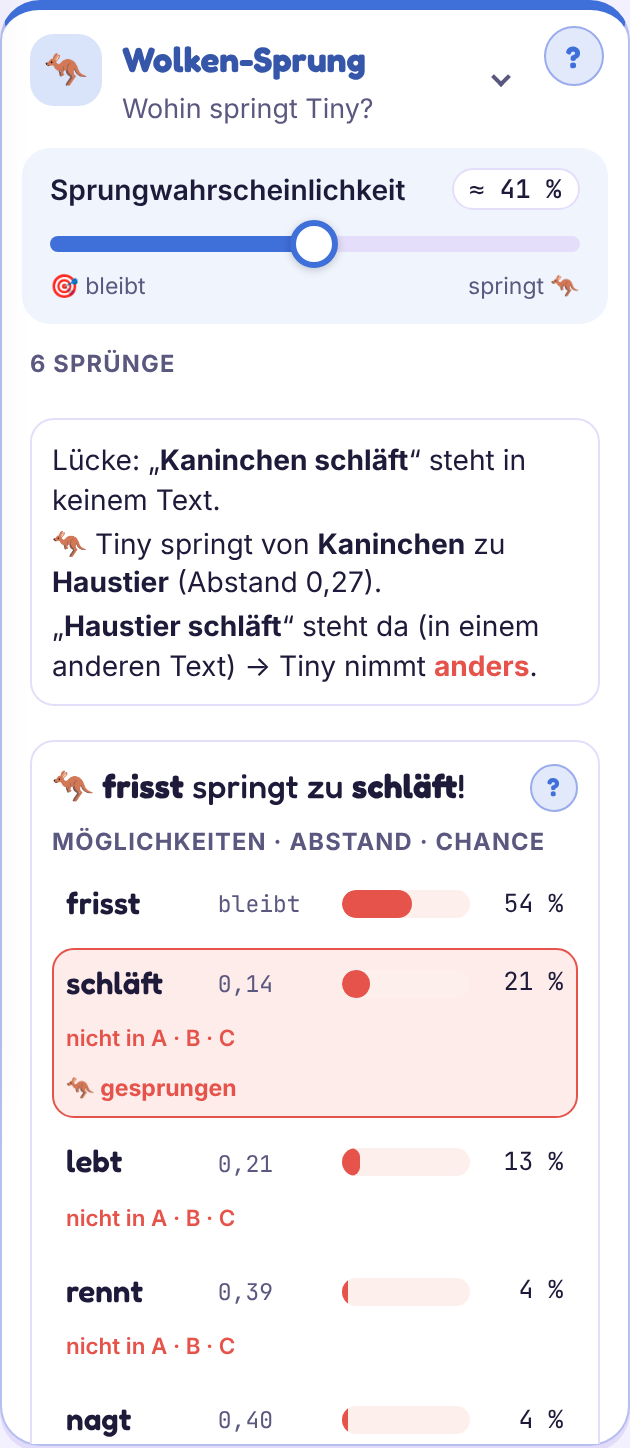 Wolken-Sprung
?
Wohin springt Tiny?
Sprungwahrscheinlichkeit
≈ 41 %
bleibt
springt
6 SPRÜNGE
Lücke: „Kaninchen schläft“ steht in
keinem Text.
Tiny springt von Kaninchen zu
Haustier (Abstand 0,27).
„Haustier schläft“ steht da (in einem
anderen Text) → Tiny nimmt anders.
frisst springt zu schläft!
?
MÖGLICHKEITEN · ABSTAND · CHANCE
frisst bleibt 54 %
schläft 0,14 21 %
nicht in A · B · C
gesprungen
lebt 0,21 13 %
nicht in A · B · C
rennt 0,39 4 %
nicht in A · B · C
nagt 0,40 4 %